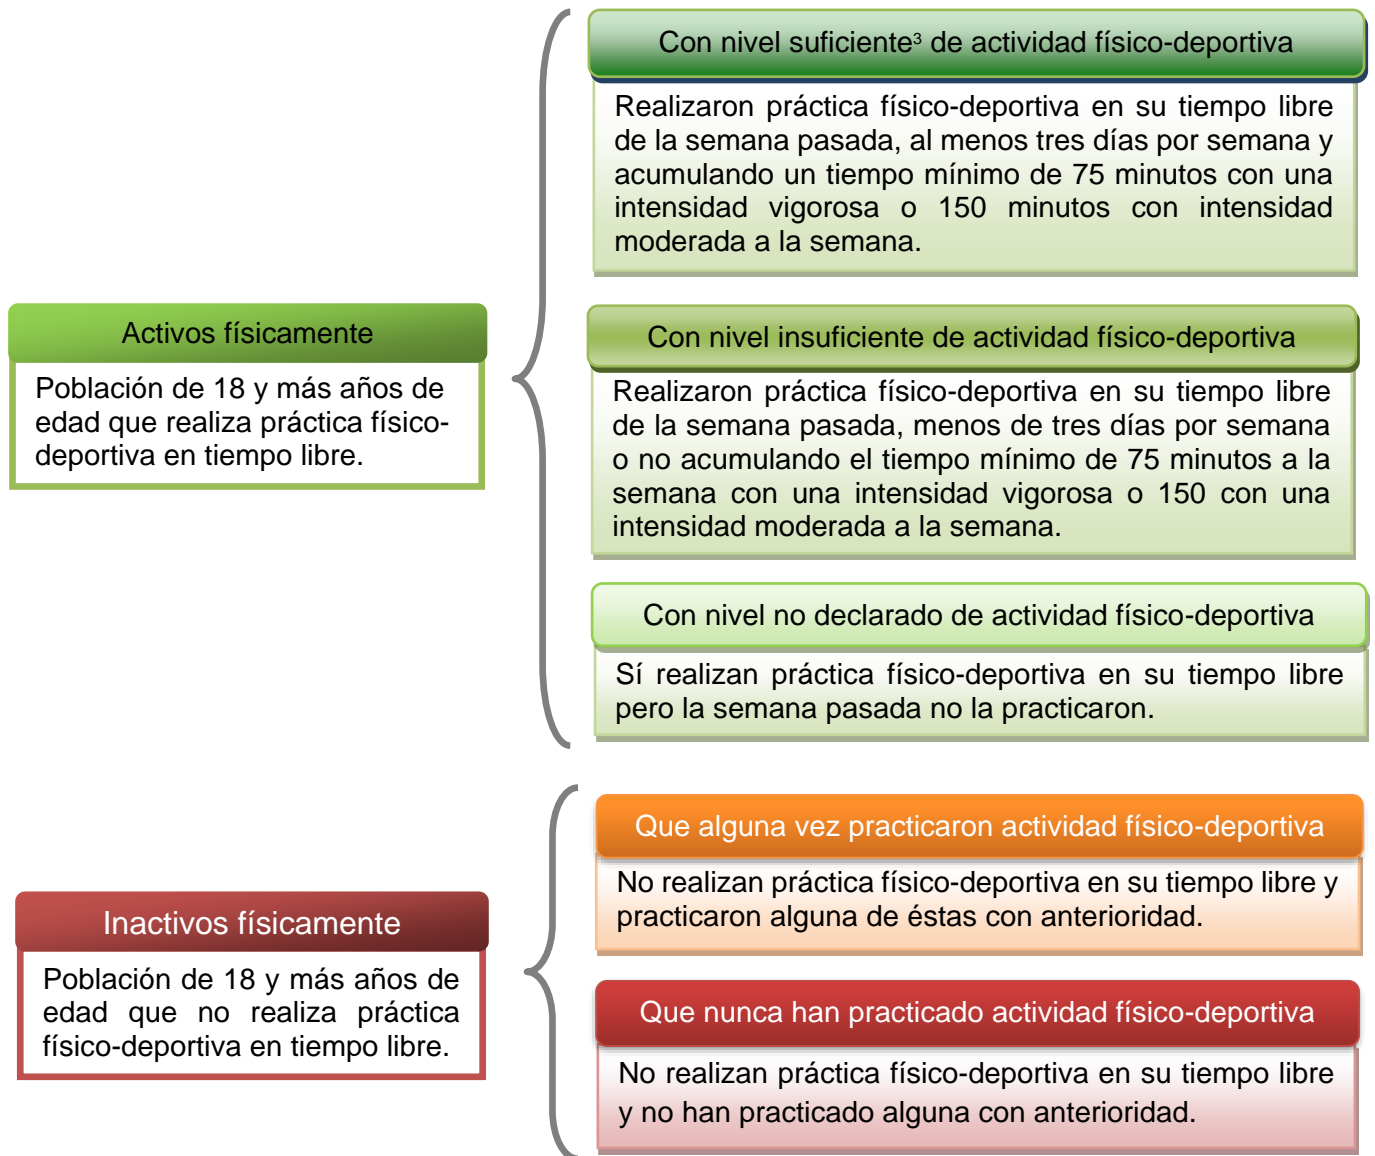 Activos físicamente
Población de 18 y más años de
edad que realiza práctica físico-
deportiva en tiempo libre.
Con nivel suficiente³ de actividad físico-deportiva
Realizaron práctica físico-deportiva en su tiempo libre
de la semana pasada, al menos tres días por semana y
acumulando un tiempo mínimo de 75 minutos con una
intensidad vigorosa o 150 minutos con intensidad
moderada a la semana.
Con nivel insuficiente de actividad físico-deportiva
Realizaron práctica físico-deportiva en su tiempo libre
de la semana pasada, menos de tres días por semana
o no acumulando el tiempo mínimo de 75 minutos a la
semana con una intensidad vigorosa o 150 con una
intensidad moderada a la semana.
Con nivel no declarado de actividad físico-deportiva
Sí realizan práctica físico-deportiva en su tiempo libre
pero la semana pasada no la practicaron.
Inactivos físicamente
Población de 18 y más años de
edad que no realiza práctica
físico-deportiva en tiempo libre.
Que alguna vez practicaron actividad físico-deportiva
No realizan práctica físico-deportiva en su tiempo libre y
practicaron alguna de éstas con anterioridad.
Que nunca han practicado actividad físico-deportiva
No realizan práctica físico-deportiva en su tiempo libre
y no han practicado alguna con anterioridad.